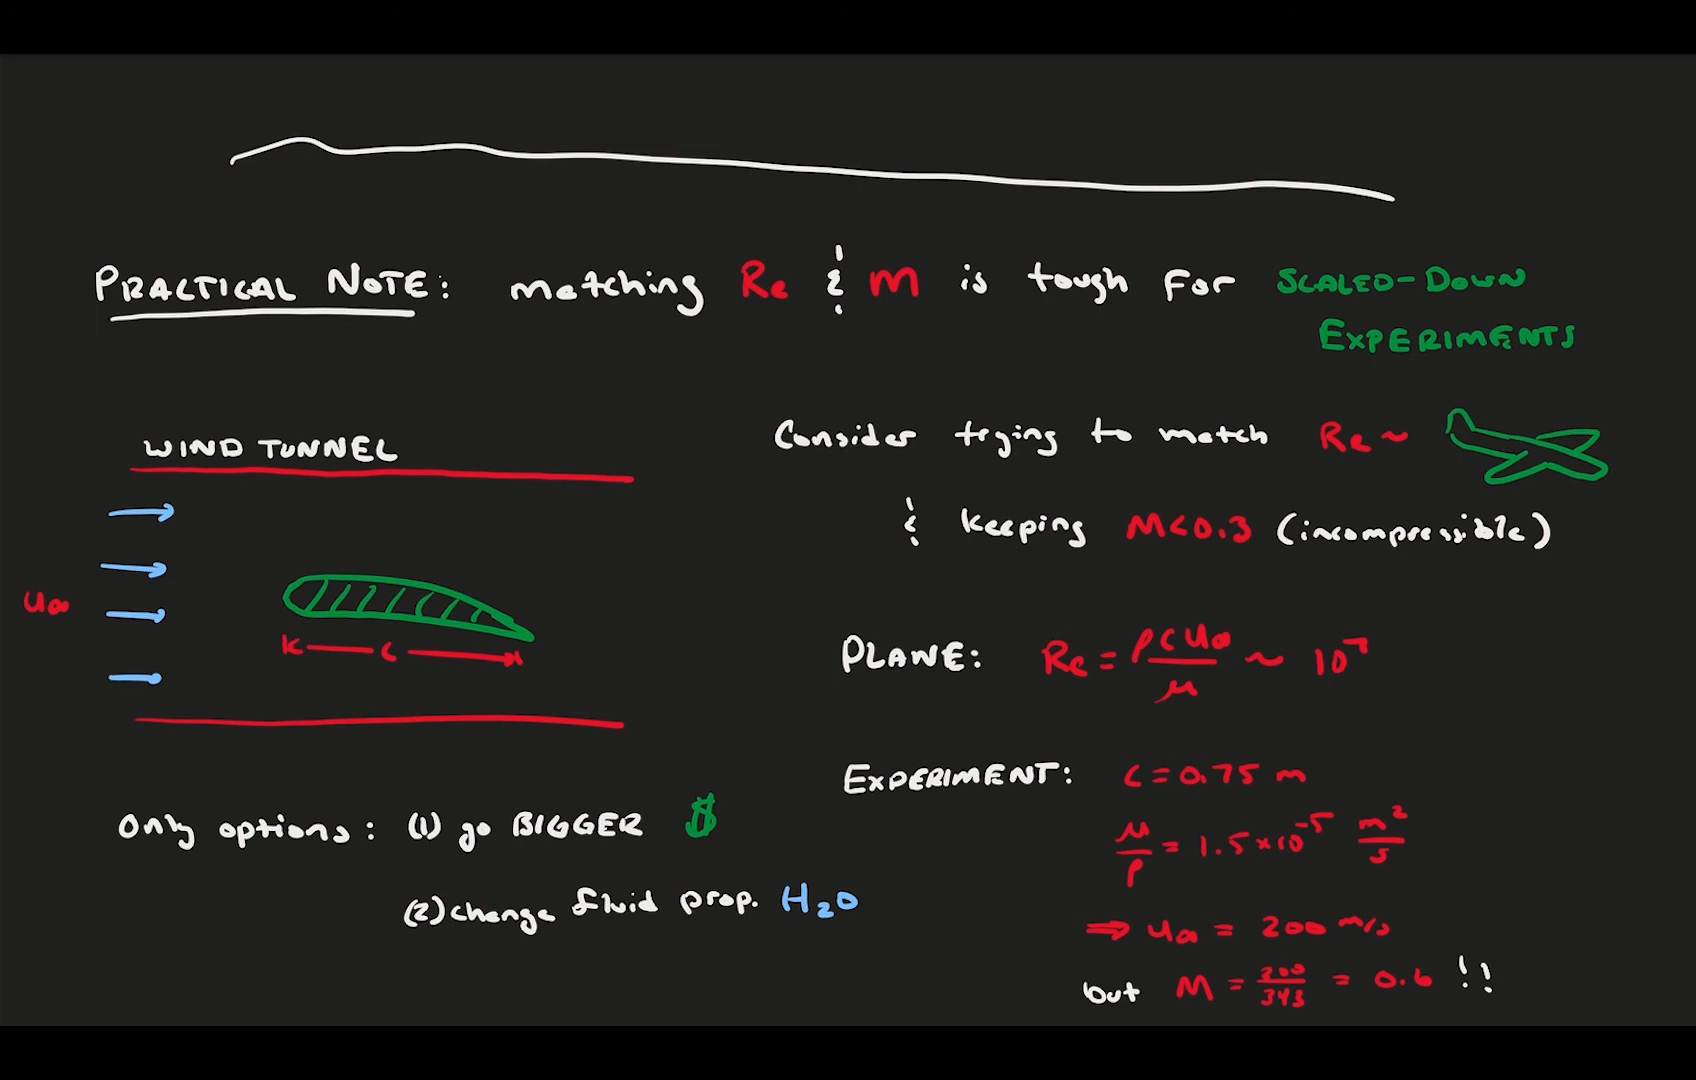 PRACTICAL NOTE: matching Re & M is tough for SCALED-DOWN
EXPERIMENTS
WIND TUNNEL
U∞
c
Only options: (1) go BIGGER $
(2) change fluid prop. H₂O
Consider trying to match Re ~
& keeping M<0.3 (incompressible)
PLANE: Re = ρcU∞/μ ~ 10⁷
EXPERIMENT: c = 0.75 m
μ/ρ = 1.5×10⁻⁵ m²/s
⇒ U∞ = 200 m/s
but M = 200/343 = 0.6 !!